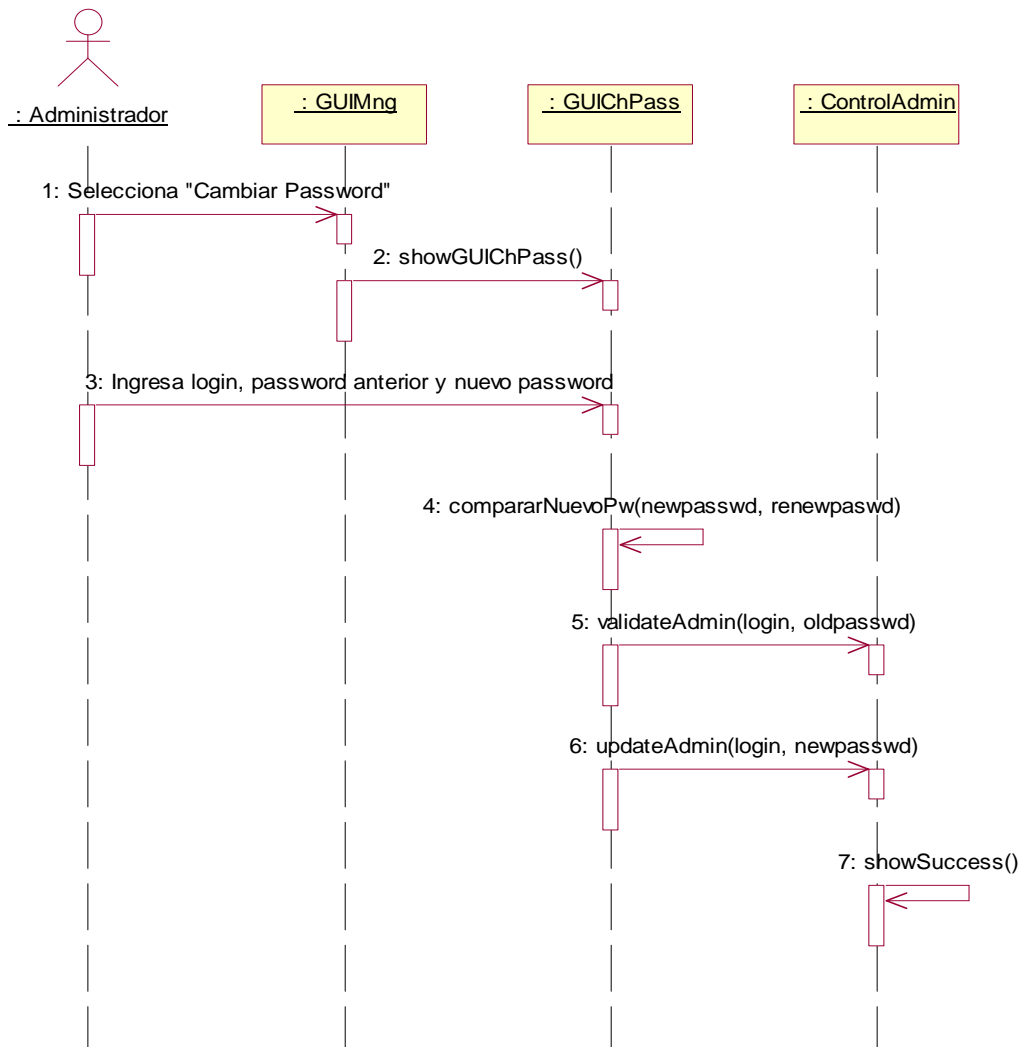 : Administrador
: GUIMng
: GUIChPass
: ControlAdmin
1: Selecciona "Cambiar Password"
2: showGUIChPass()
3: Ingresa login, password anterior y nuevo password
4: compararNuevoPw(newpasswd, renewpaswd)
5: validateAdmin(login, oldpasswd)
6: updateAdmin(login, newpasswd)
7: showSuccess()